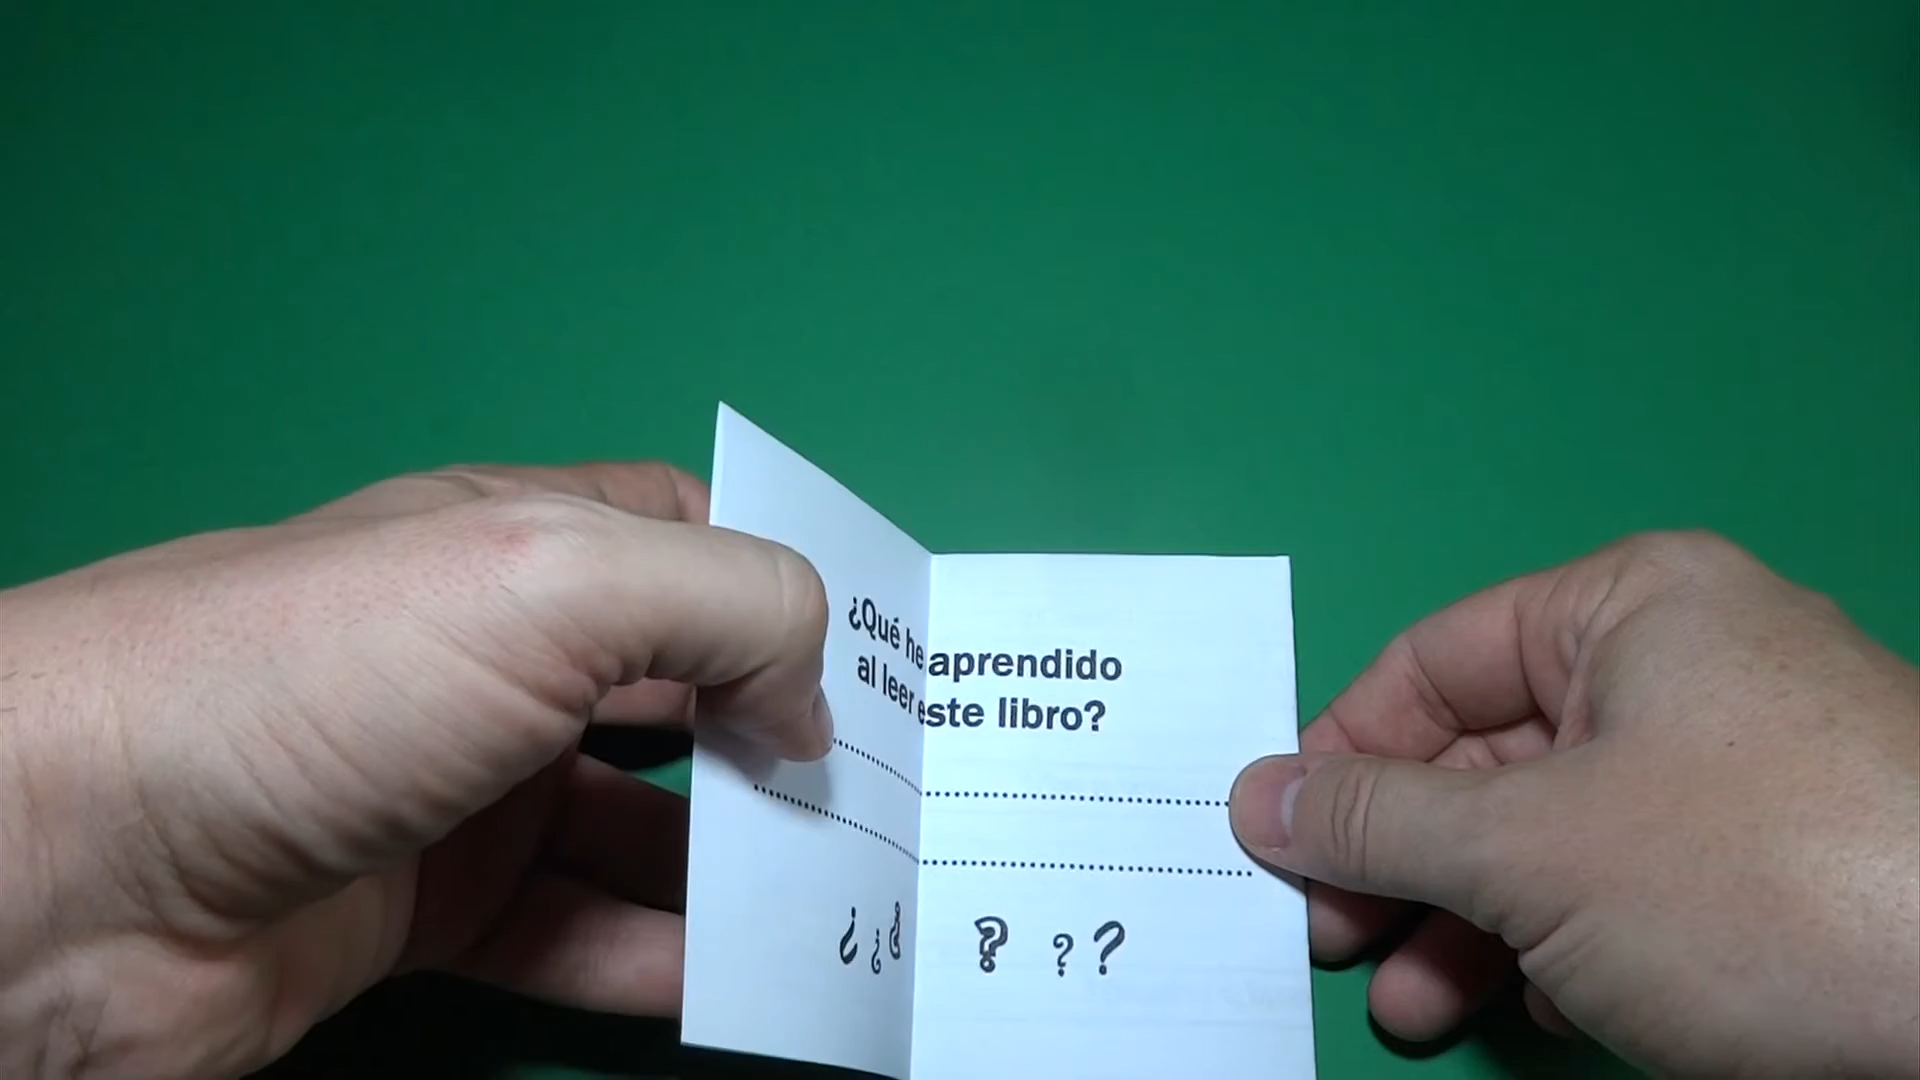 ¿Qué he aprendido
al leer este libro?
¿ ¿ ¿ ? ? ?